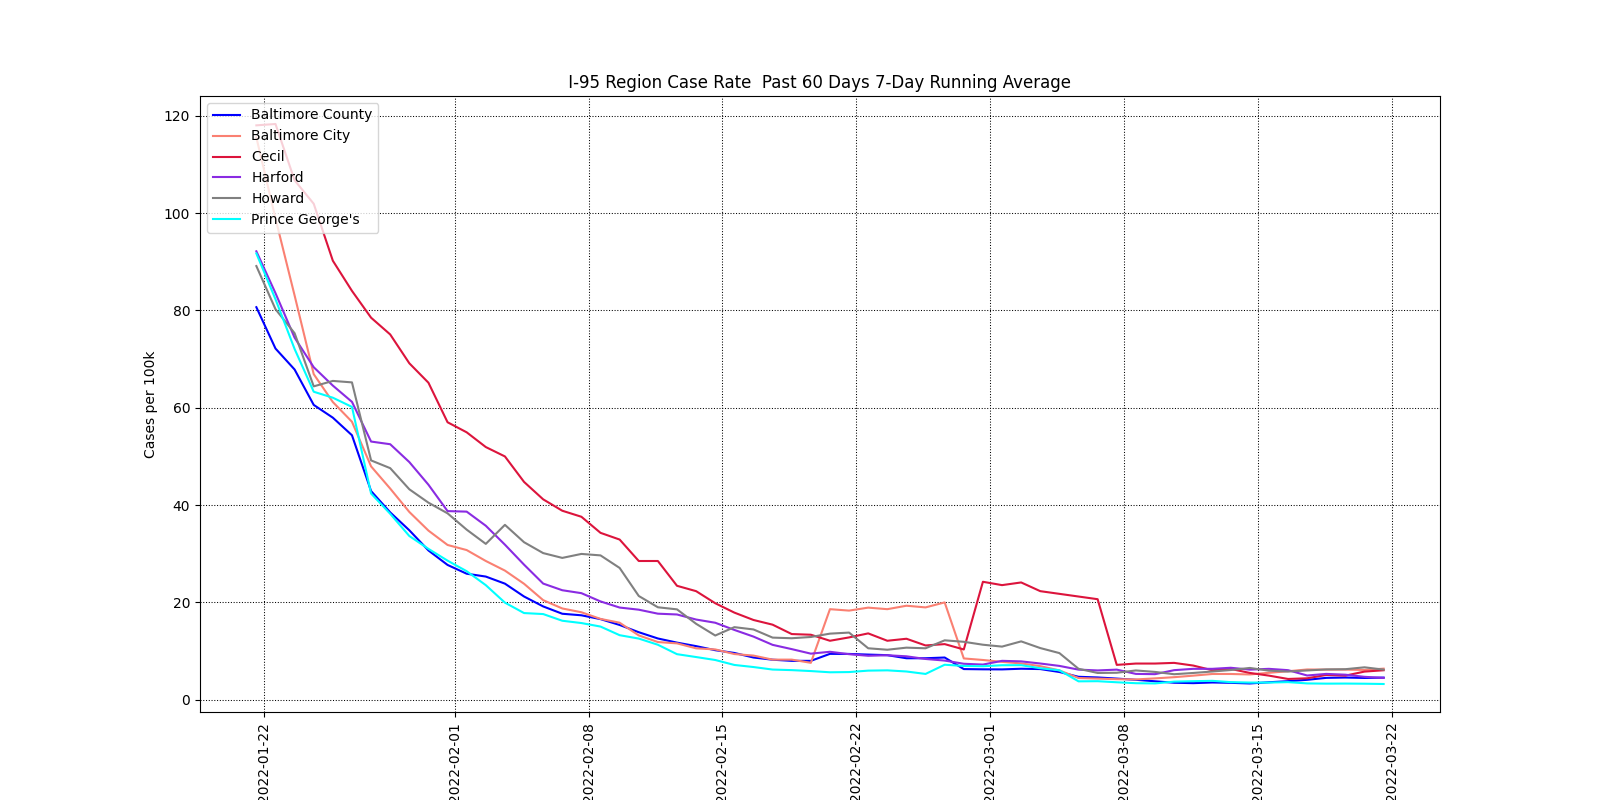 I-95 Region Case Rate  Past 60 Days 7-Day Running Average
Cases per 100k
120
100
80
60
40
20
0
Baltimore County
Baltimore City
Cecil
Harford
Howard
Prince George's
2022-01-22
2022-02-01
2022-02-08
2022-02-15
2022-02-22
2022-03-01
2022-03-08
2022-03-15
2022-03-22